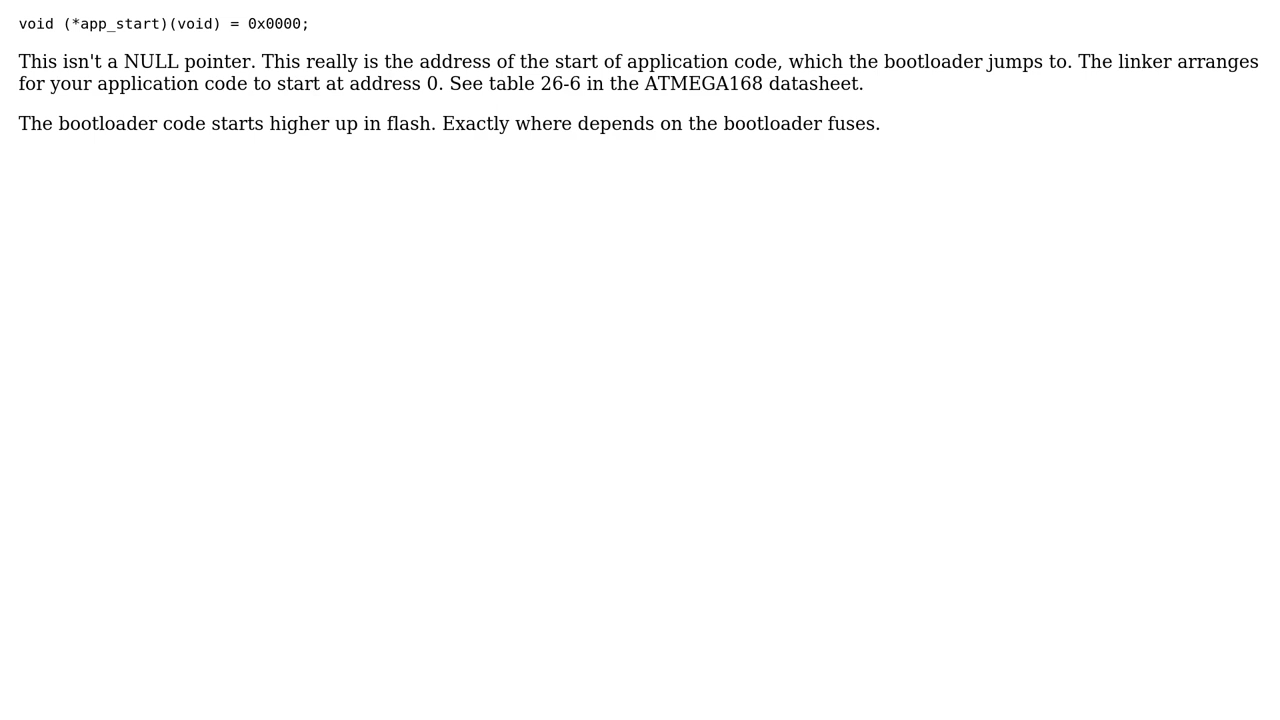 void (*app_start)(void) = 0x0000;
This isn't a NULL pointer. This really is the address of the start of application code, which the bootloader jumps to. The linker arranges
for your application code to start at address 0. See table 26-6 in the ATMEGA168 datasheet.
The bootloader code starts higher up in flash. Exactly where depends on the bootloader fuses.